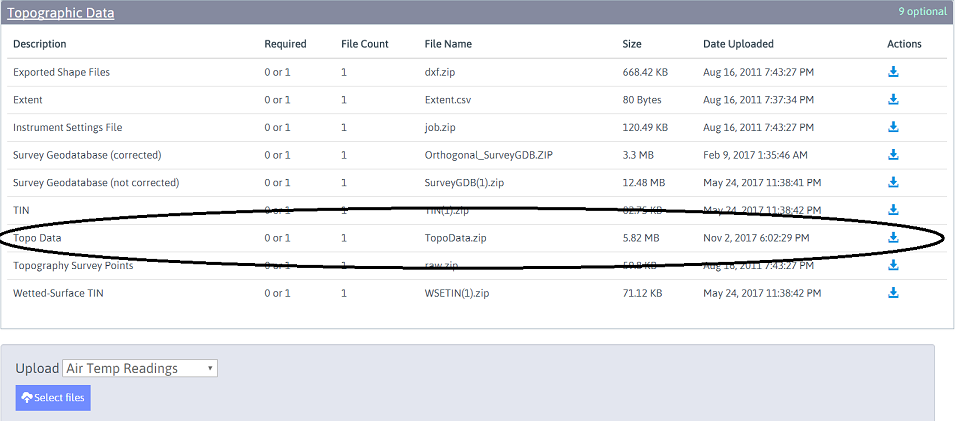 Topographic Data 9 optional
Description Required File Count File Name Size Date Uploaded Actions
Exported Shape Files 0 or 1 1 dxf.zip 668.42 KB Aug 16, 2011 7:43:27 PM
Extent 0 or 1 1 Extent.csv 80 Bytes Aug 16, 2011 7:37:34 PM
Instrument Settings File 0 or 1 1 job.zip 120.49 KB Aug 16, 2011 7:43:27 PM
Survey Geodatabase (corrected) 0 or 1 1 Orthogonal_SurveyGDB.ZIP 3.3 MB Feb 9, 2017 1:35:46 AM
Survey Geodatabase (not corrected) 0 or 1 1 SurveyGDB(1).zip 12.48 MB May 24, 2017 11:38:41 PM
TIN 0 or 1 1 TIN(1).zip 82.75 KB May 24, 2017 11:38:42 PM
Topo Data 0 or 1 1 TopoData.zip 5.82 MB Nov 2, 2017 6:02:29 PM
Topography Survey Points 0 or 1 1 raw.zip 59.8 KB Aug 16, 2011 7:43:27 PM
Wetted-Surface TIN 0 or 1 1 WSETIN(1).zip 71.12 KB May 24, 2017 11:38:42 PM
Upload Air Temp Readings
Select files